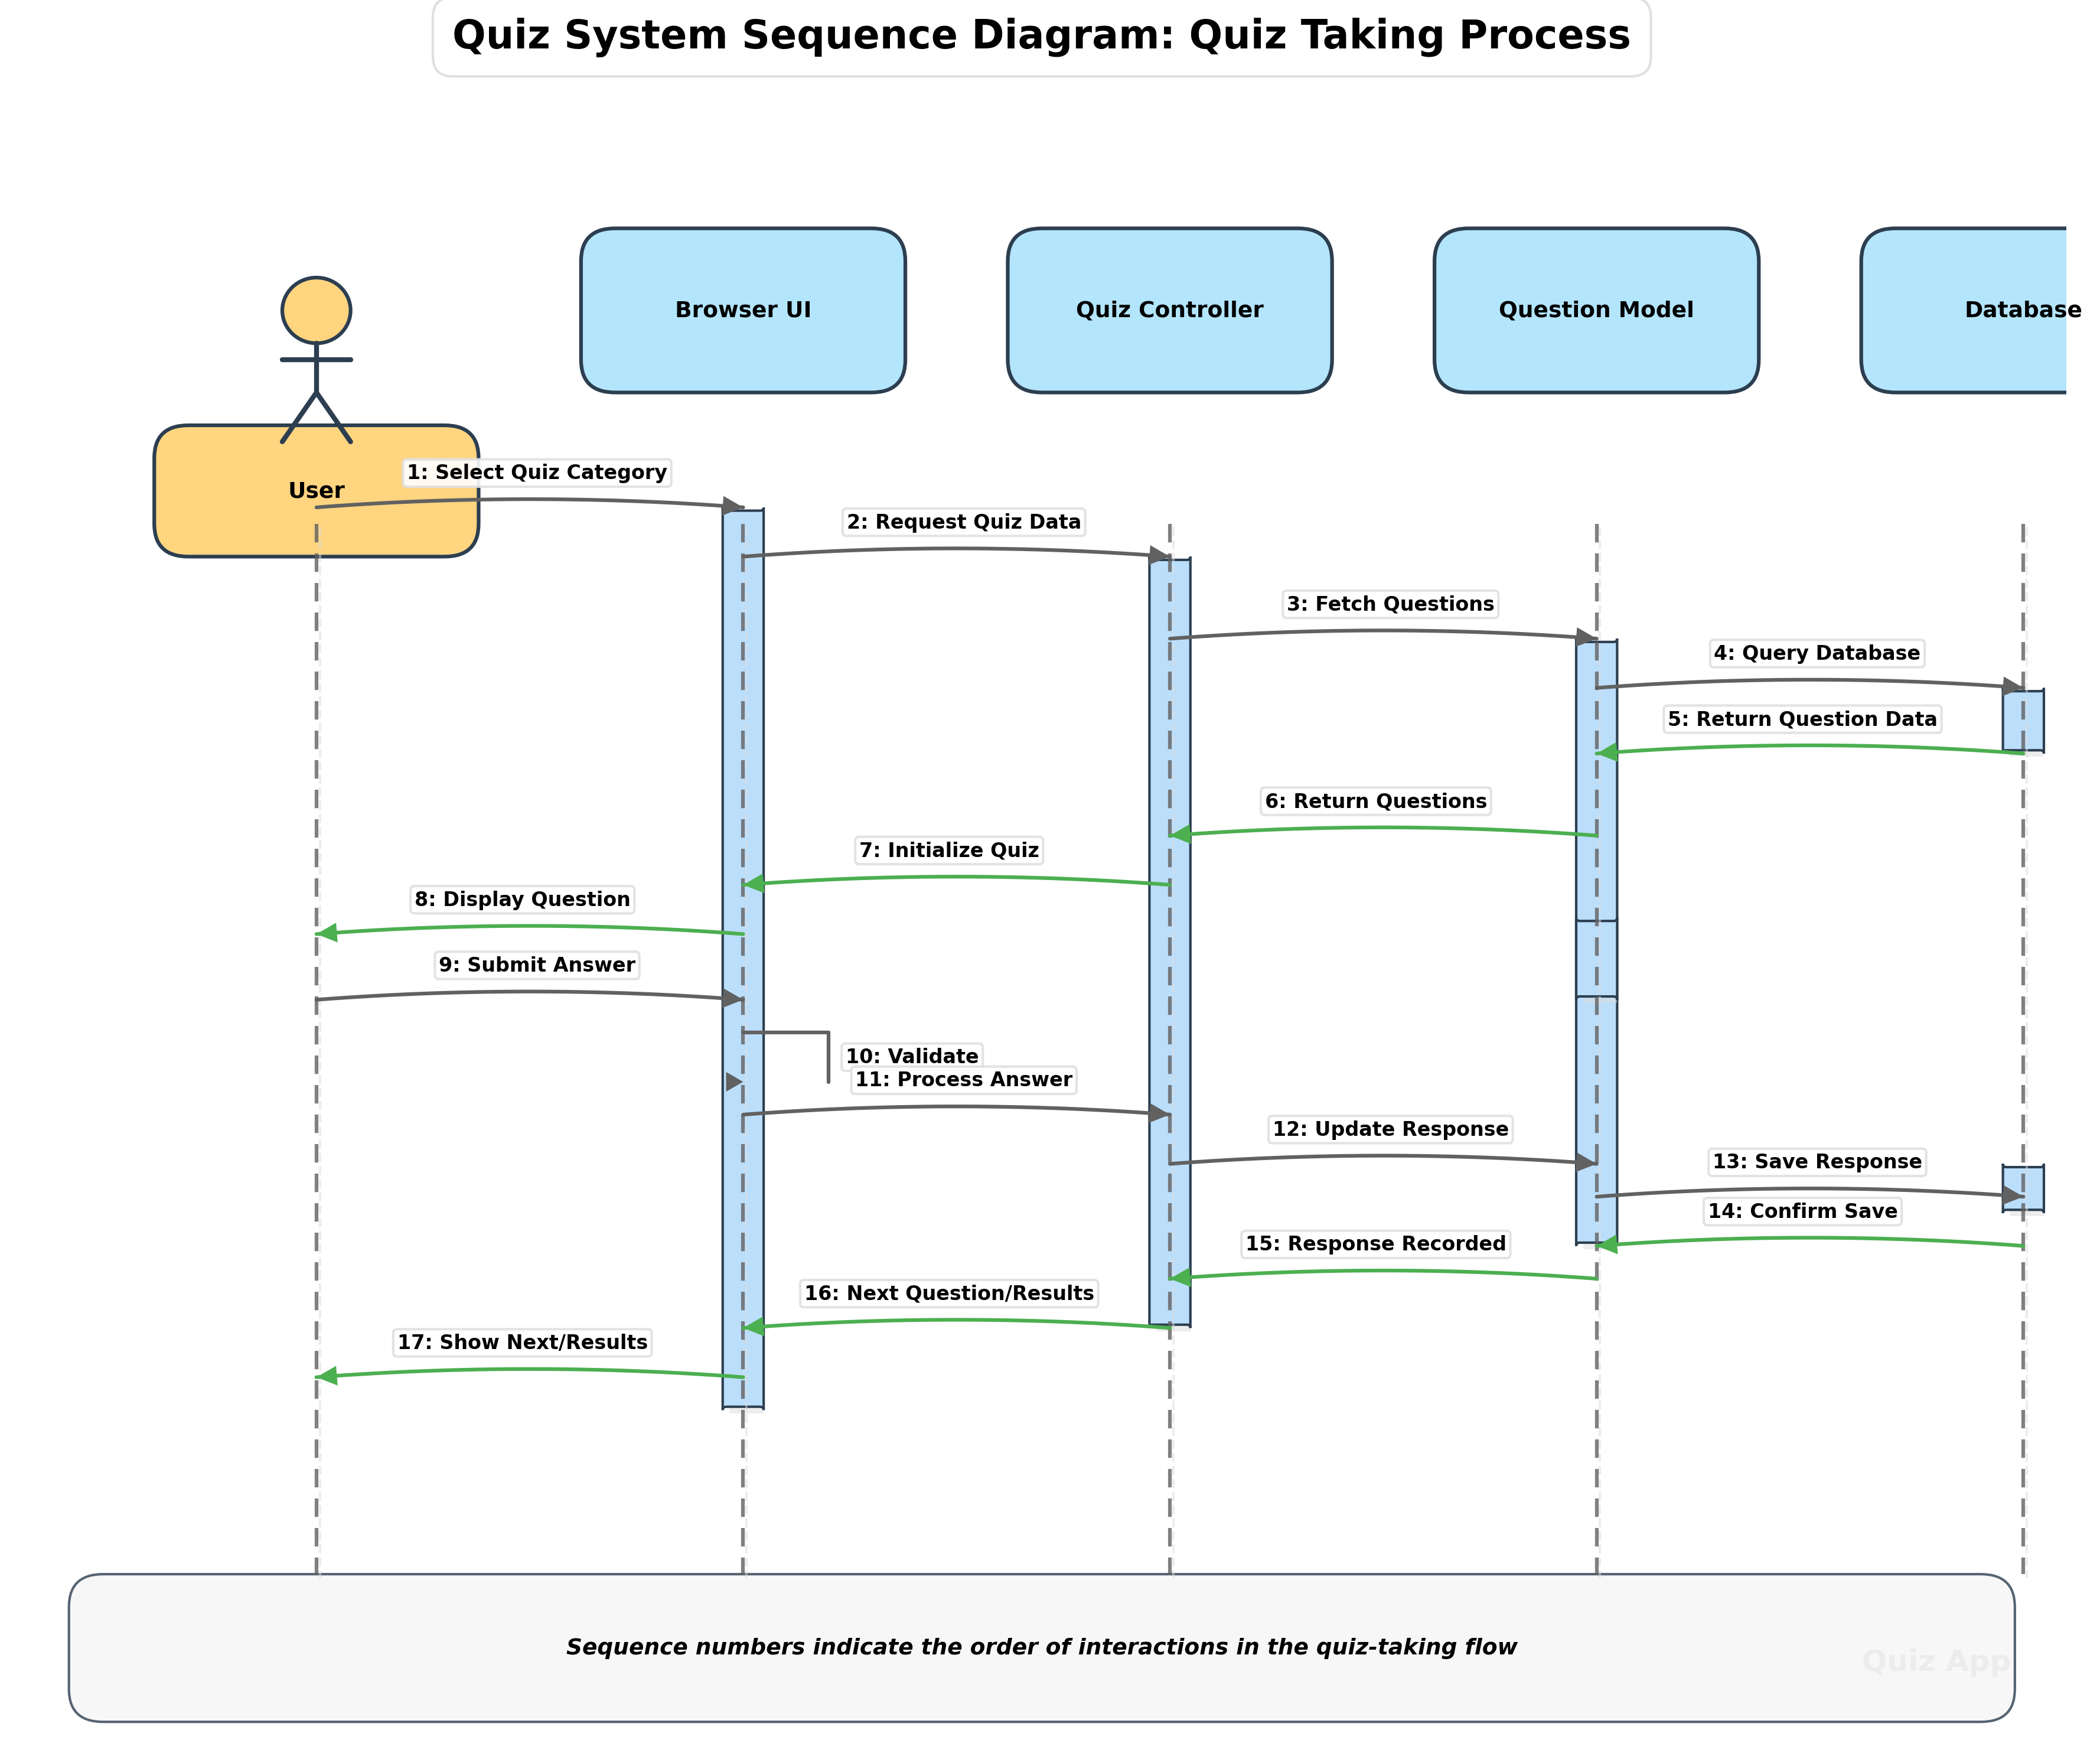 Quiz System Sequence Diagram: Quiz Taking Process
Browser UI
Quiz Controller
Question Model
Database
User
1: Select Quiz Category
2: Request Quiz Data
3: Fetch Questions
4: Query Database
5: Return Question Data
6: Return Questions
7: Initialize Quiz
8: Display Question
9: Submit Answer
10: Validate
11: Process Answer
12: Update Response
13: Save Response
14: Confirm Save
15: Response Recorded
16: Next Question/Results
17: Show Next/Results
Sequence numbers indicate the order of interactions in the quiz-taking flow
Quiz App